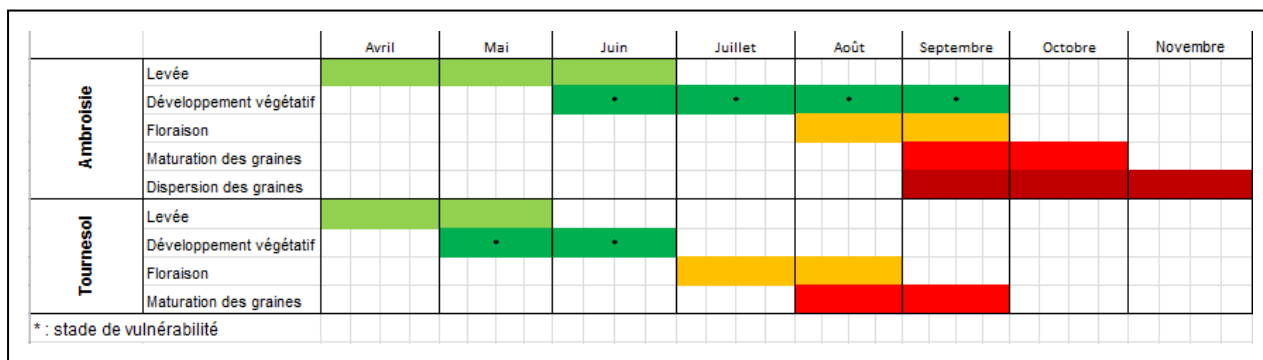 Avril Mai Juin Juillet Août Septembre Octobre Novembre
Ambroisie
Levée
Développement végétatif * * * *
Floraison
Maturation des graines
Dispersion des graines
Tournesol
Levée
Développement végétatif * *
Floraison
Maturation des graines
* : stade de vulnérabilité